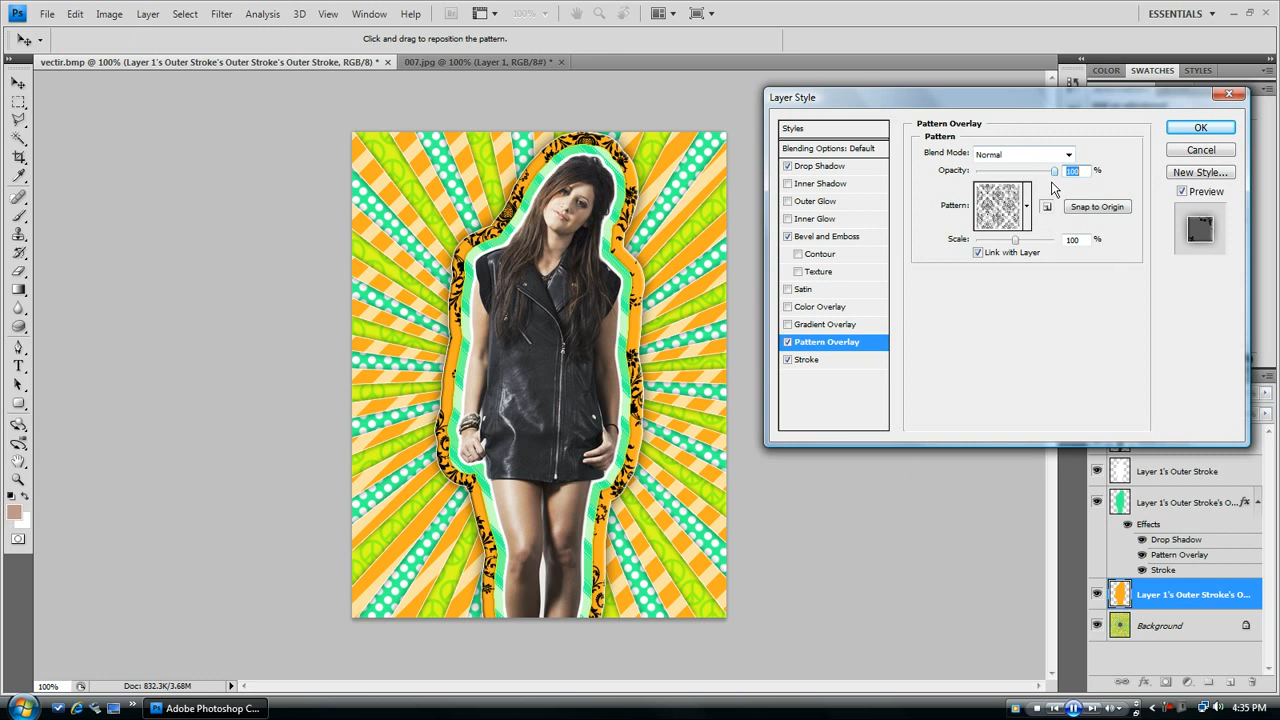 Ps File Edit Image Layer Select Filter Analysis 3D View Window Help Br 100% ESSENTIALS
Click and drag to reposition the pattern.
vectir.bmp @ 100% (Layer 1's Outer Stroke's Outer Stroke's Outer Stroke, RGB/8) * × 007.jpg @ 100% (Layer 1, RGB/8#) * ×
COLOR SWATCHES STYLES
Layer Style
Styles
Blending Options: Default
Drop Shadow
Inner Shadow
Outer Glow
Inner Glow
Bevel and Emboss
Contour
Texture
Satin
Color Overlay
Gradient Overlay
Pattern Overlay
Stroke
Pattern Overlay
Pattern
Blend Mode: Normal
Opacity: 100 %
Pattern: Snap to Origin
Scale: 100 %
Link with Layer
OK
Cancel
New Style...
Preview
Layer 1's Outer Stroke
Layer 1's Outer Stroke's O... fx
Effects
Drop Shadow
Pattern Overlay
Stroke
Layer 1's Outer Stroke's O...
Background
100% Doc: 832.3K/3.68M
Adobe Photoshop C... 4:35 PM